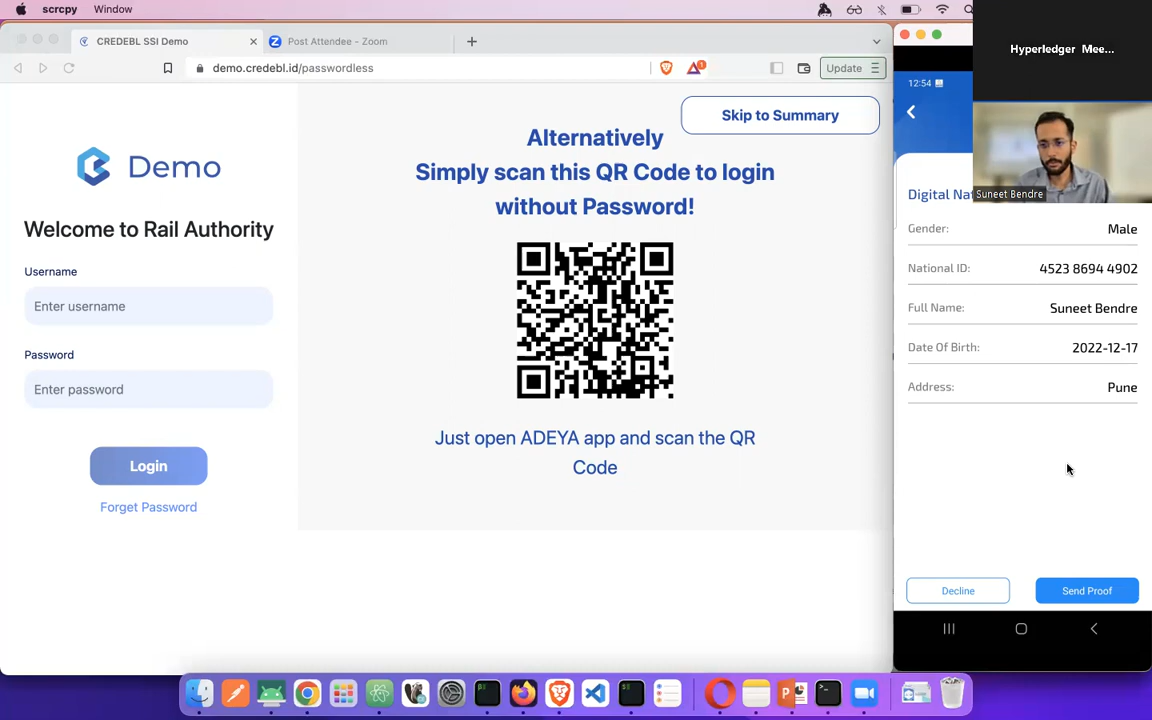 scrcpy Window
CREDEBL SSI Demo
Post Attendee - Zoom
demo.credebl.id/passwordless
1
Update
Demo
Welcome to Rail Authority
Username
Enter username
Password
Enter password
Login
Forget Password
Skip to Summary
Alternatively
Simply scan this QR Code to login
without Password!
Just open ADEYA app and scan the QR
Code
Hyperledger Mee...
Suneet Bendre
12:54
Digital Na
Gender: Male
National ID: 4523 8694 4902
Full Name: Suneet Bendre
Date Of Birth: 2022-12-17
Address: Pune
Decline
Send Proof